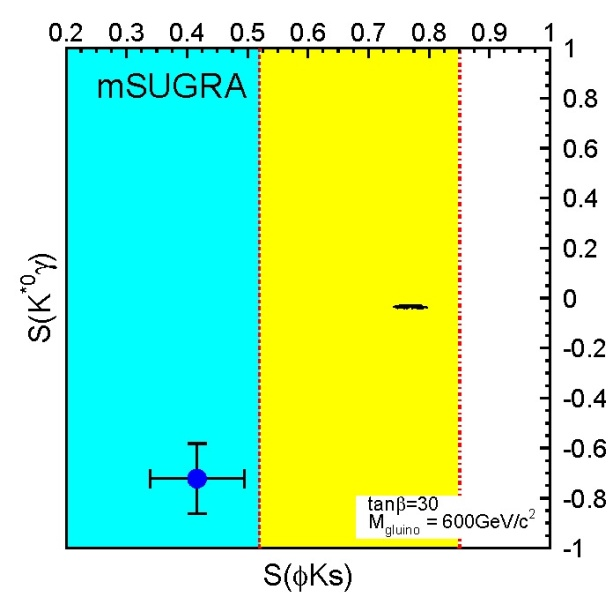 0.2 0.3 0.4 0.5 0.6 0.7 0.8 0.9 1
mSUGRA
1
0.8
0.6
0.4
0.2
0
-0.2
-0.4
-0.6
-0.8
-1
S(K*0γ)
tanβ=30
M gluino = 600GeV/c2
S(ϕKs)